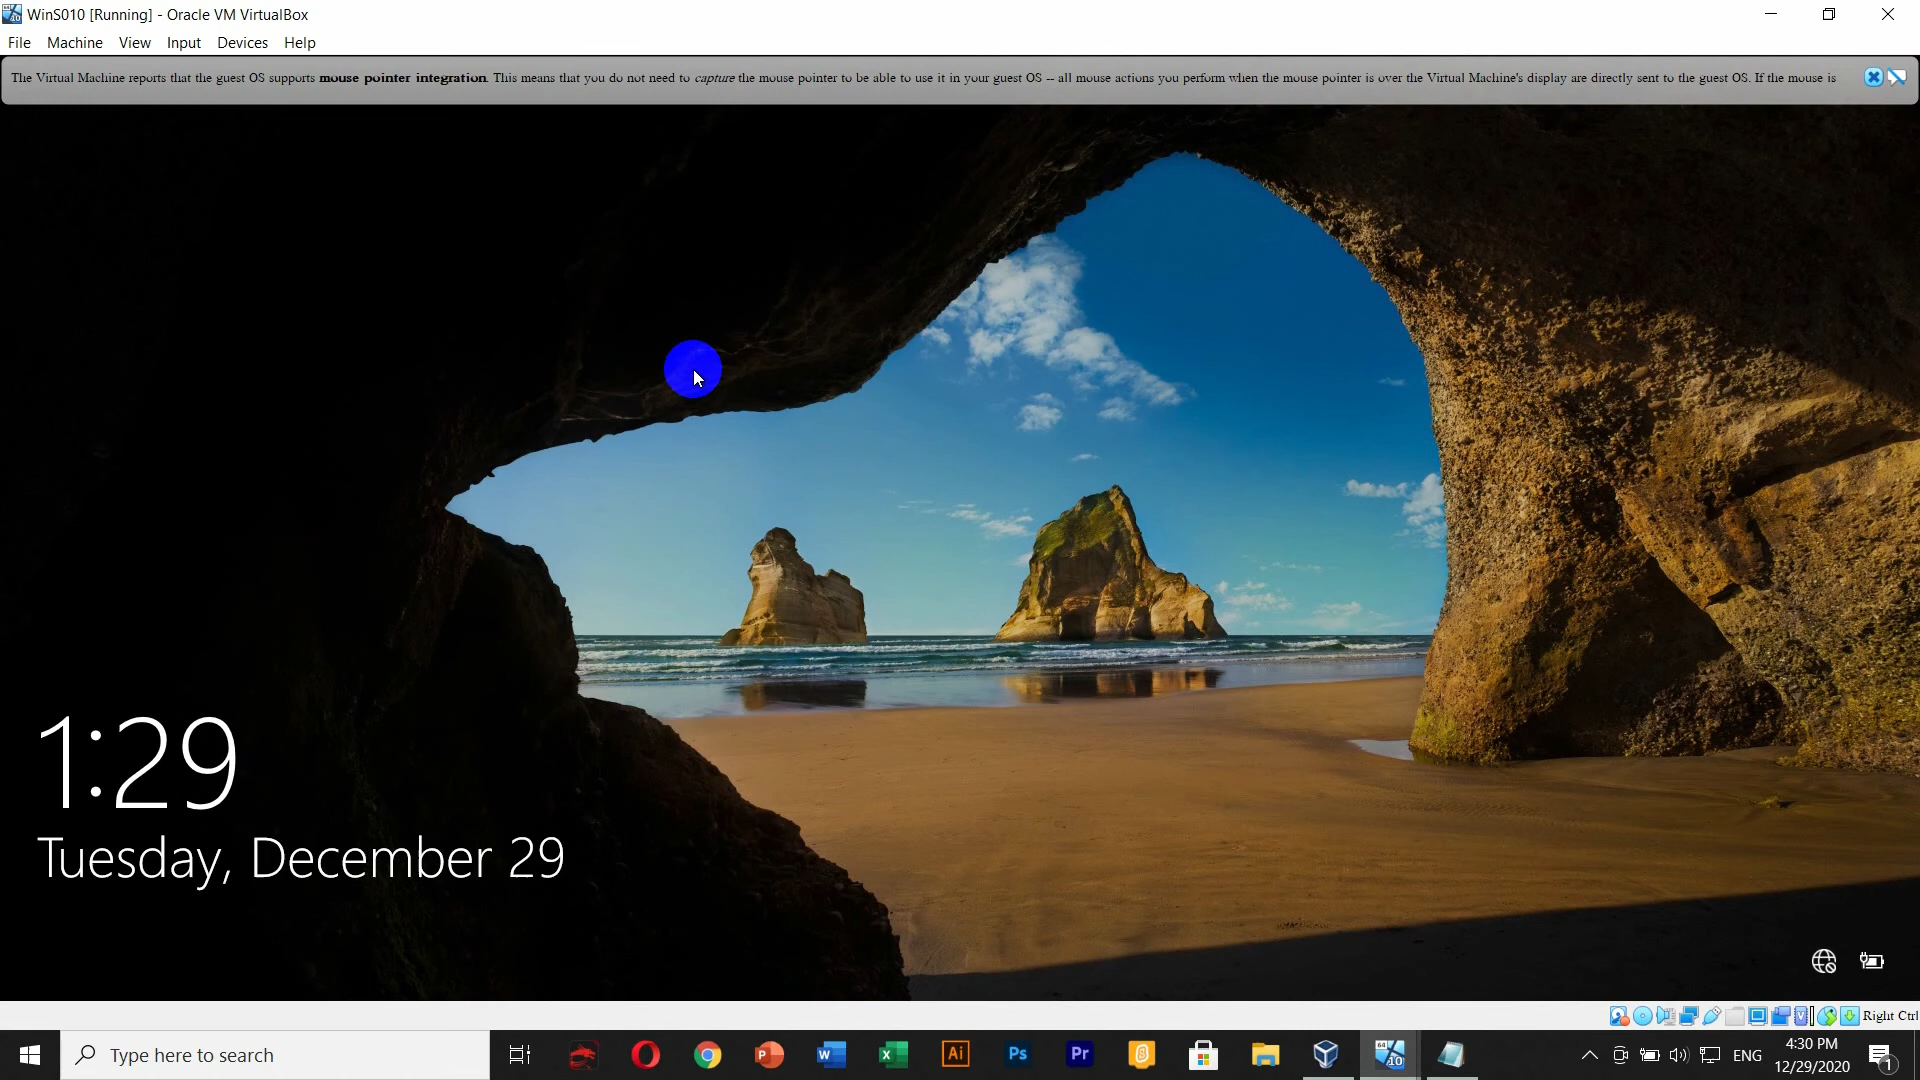 WinS010 [Running] - Oracle VM VirtualBox
File Machine View Input Devices Help
The Virtual Machine reports that the guest OS supports mouse pointer integration. This means that you do not need to capture the mouse pointer to be able to use it in your guest OS -- all mouse actions you perform when the mouse pointer is over the Virtual Machine's display are directly sent to the guest OS. If the mouse is
1:29
Tuesday, December 29
Right Ctrl
Type here to search
P
W
X
Ai
Ps
Pr
64
10
ENG
4:30 PM
12/29/2020
1